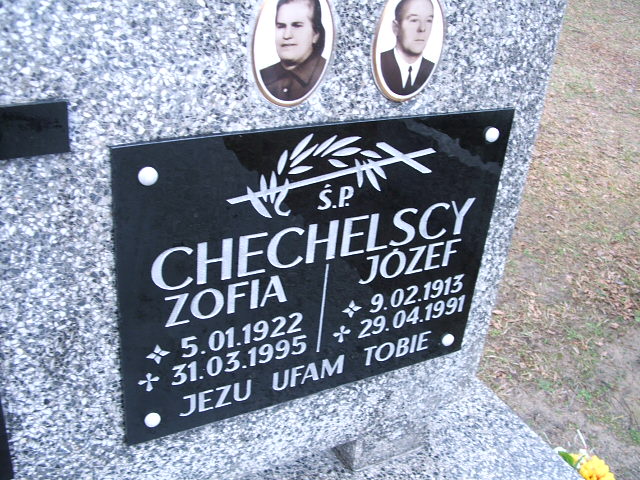 Ś.P.
CHECHELSCY
ZOFIA JÓZEF
5.01.1922 9.02.1913
31.03.1995 29.04.1991
JEZU UFAM TOBIE